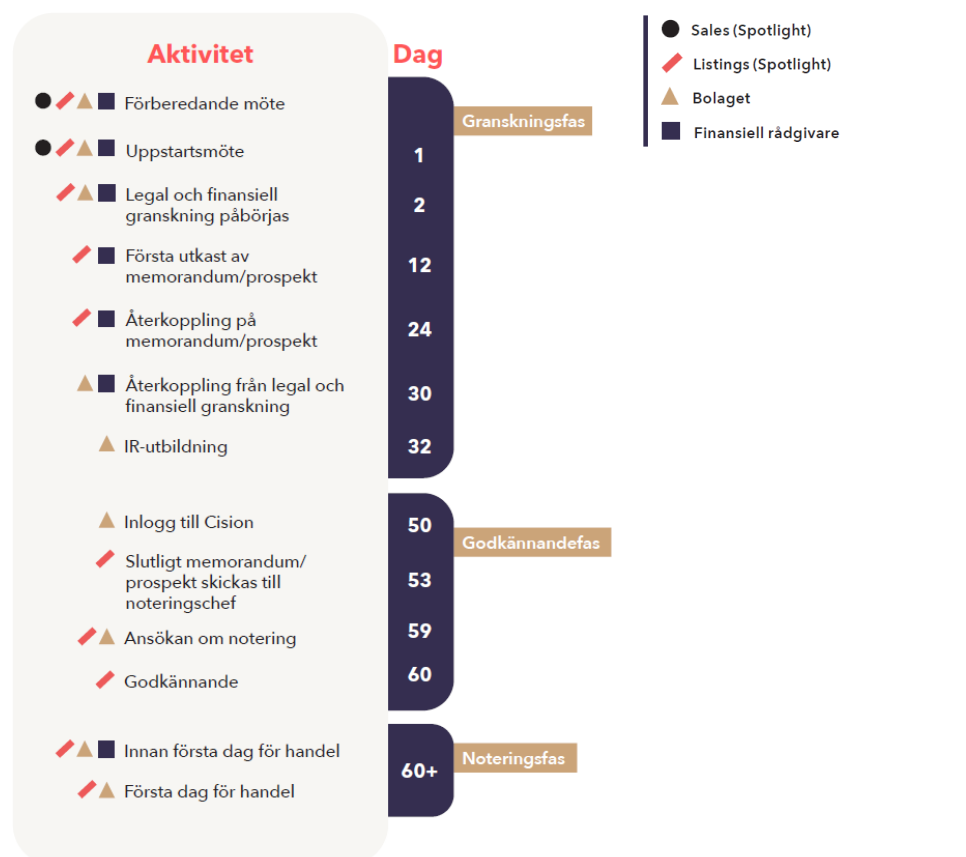 Aktivitet
Dag
Förberedande möte
Granskningsfas
Uppstartsmöte
1
Legal och finansiell
granskning påbörjas
2
Första utkast av
memorandum/prospekt
12
Återkoppling på
memorandum/prospekt
24
Återkoppling från legal och
finansiell granskning
30
IR-utbildning
32
Inlogg till Cision
50
Godkännandefas
Slutligt memorandum/
prospekt skickas till
noteringschef
53
Ansökan om notering
59
Godkännande
60
Innan första dag för handel
60+
Noteringsfas
Första dag för handel
Sales (Spotlight)
Listings (Spotlight)
Bolaget
Finansiell rådgivare